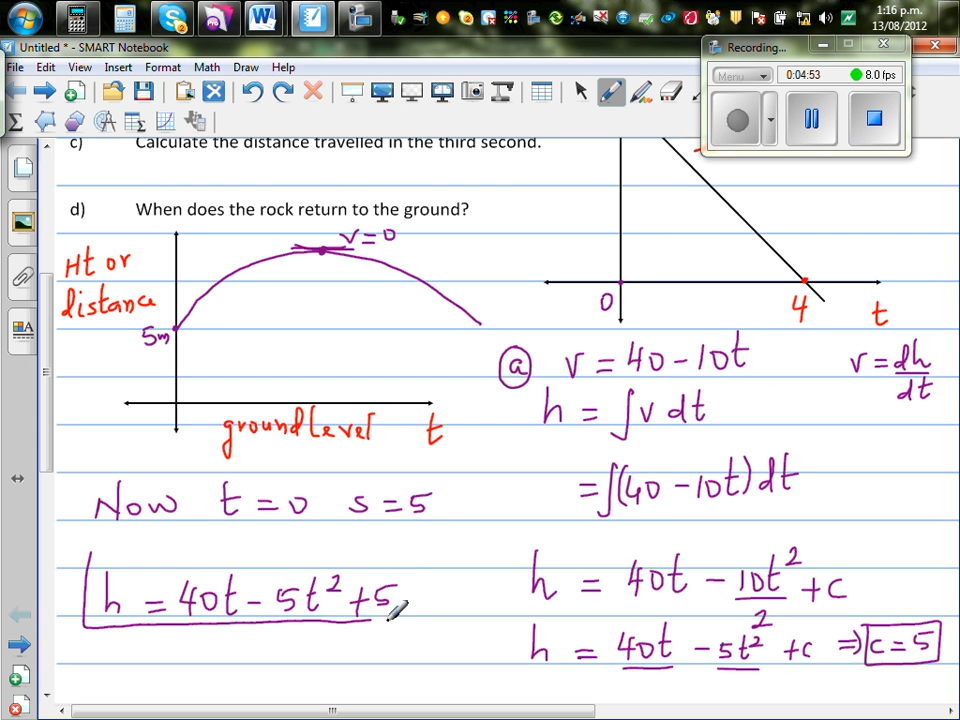 1:16 p.m.
13/08/2012
Untitled * - SMART Notebook
Recording...
File Edit View Insert Format Math Draw Help
Menu
0:04:53
8.0 fps
c) Calculate the distance travelled in the third second.
d) When does the rock return to the ground?
v=0
Ht or
distance
5m
ground level t
0
4
t
ⓐ v = 40 - 10t
v = dh/dt
h = ∫v dt
= ∫(40 - 10t) dt
Now t = 0 s = 5
h = 40t - 10t²/2 + c
h = 40t - 5t² + 5
h = 40t - 5t² + c ⇒ c = 5